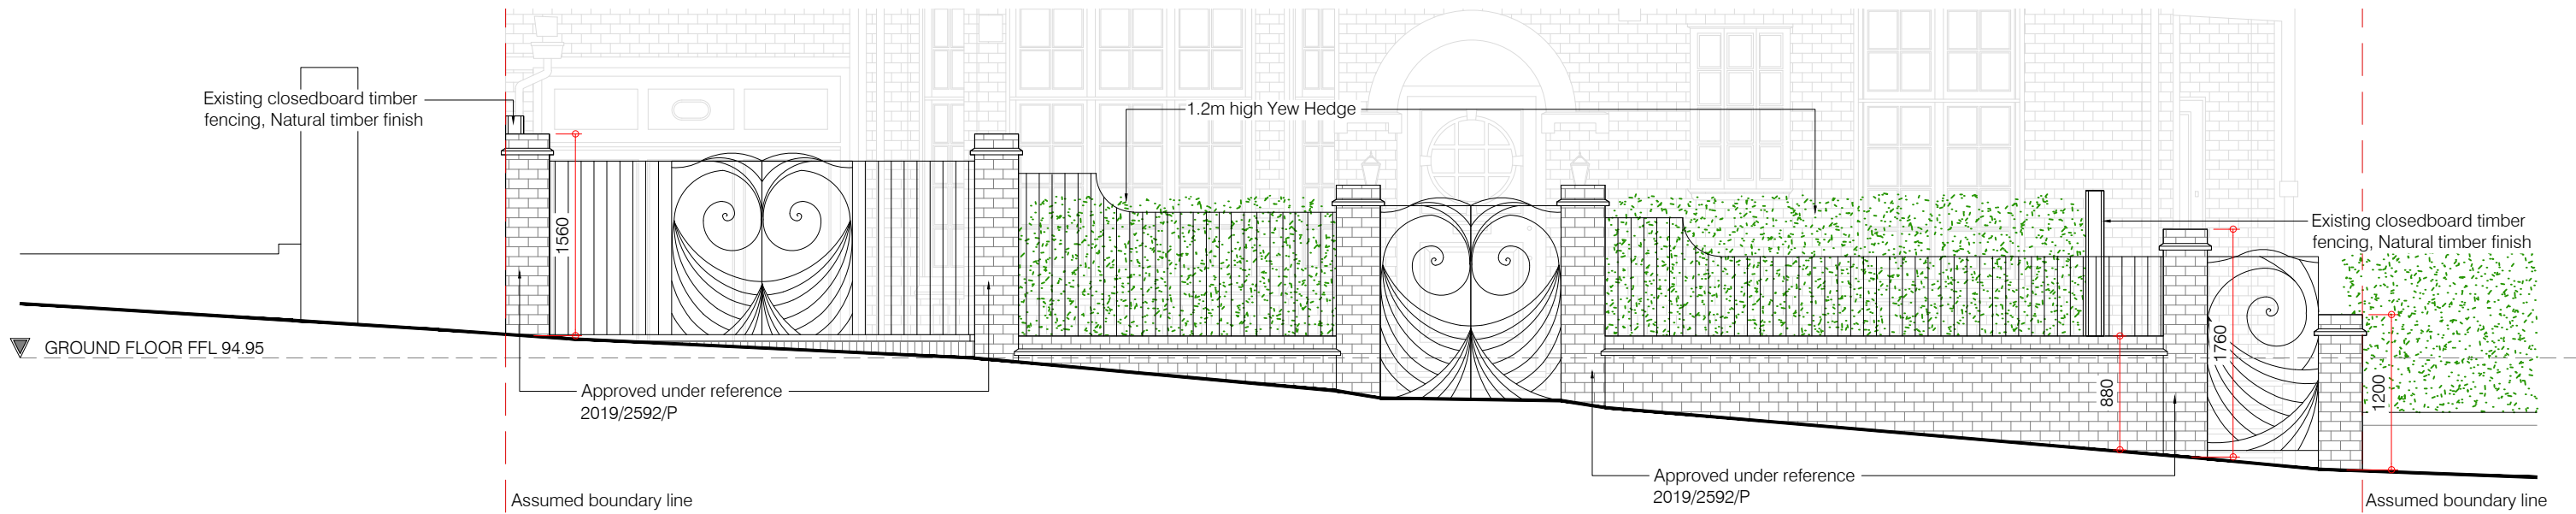 Existing closedboard timber
fencing, Natural timber finish
1.2m high Yew Hedge
1560
Existing closedboard timber
fencing, Natural timber finish
GROUND FLOOR FFL 94.95
1760
880
1200
Approved under reference
2019/2592/P
Approved under reference
2019/2592/P
Assumed boundary line
Assumed boundary line